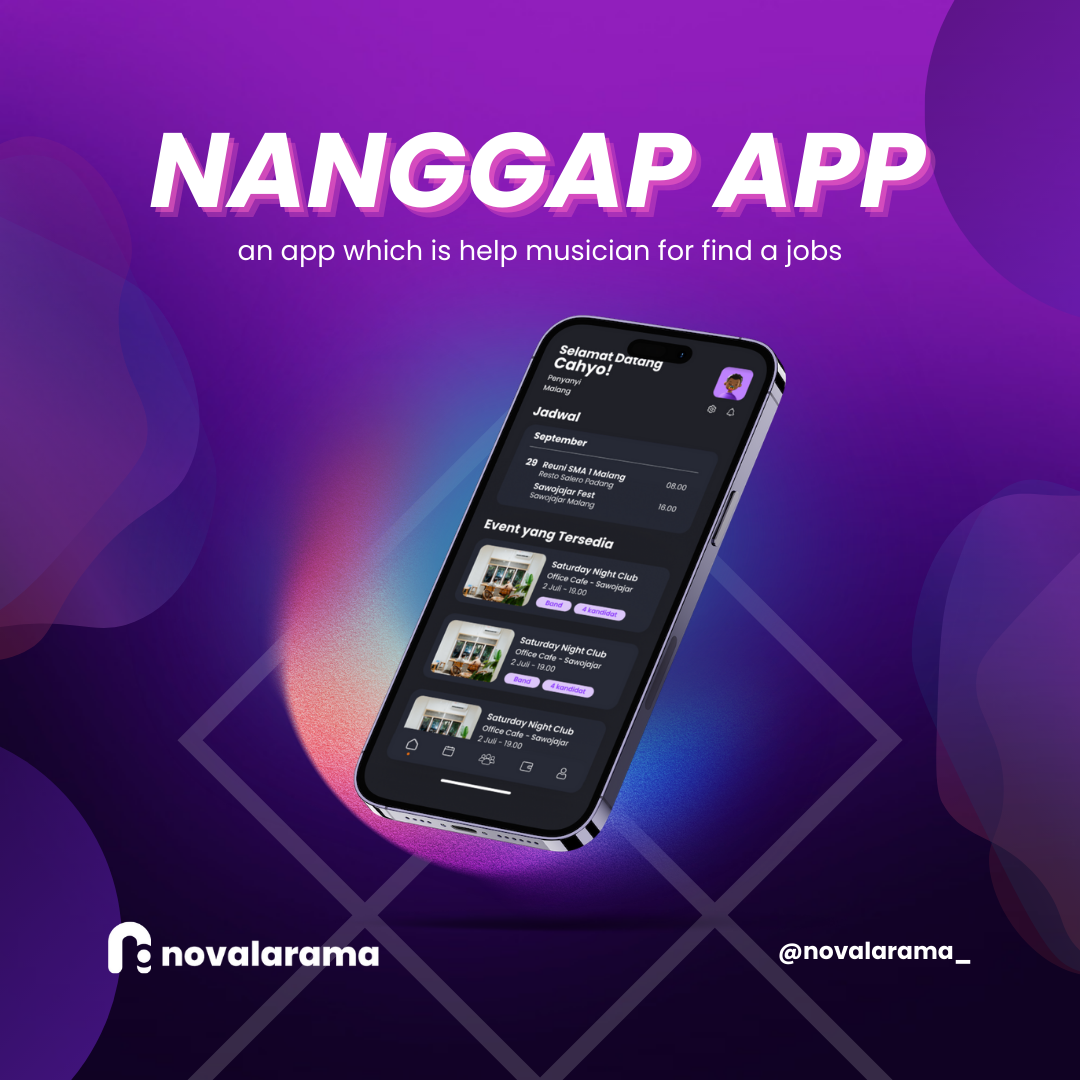 NANGGAP APP
an app which is help musician for find a jobs
Selamat Datang
Cahyo!
Penyanyi
Malang
Jadwal
September
29 Reuni SMA 1 Malang
Resto Salero Padang
08.00
Sawojajar Fest
Sawojajar Malang
18.00
Event yang Tersedia
Saturday Night Club
Office Cafe - Sawojajar
2 Juli - 19.00
Band 4 kandidat
Saturday Night Club
Office Cafe - Sawojajar
2 Juli - 19.00
Band 4 kandidat
Saturday Night Club
Office Cafe - Sawojajar
2 Juli - 19.00
novalarama
@novalarama_